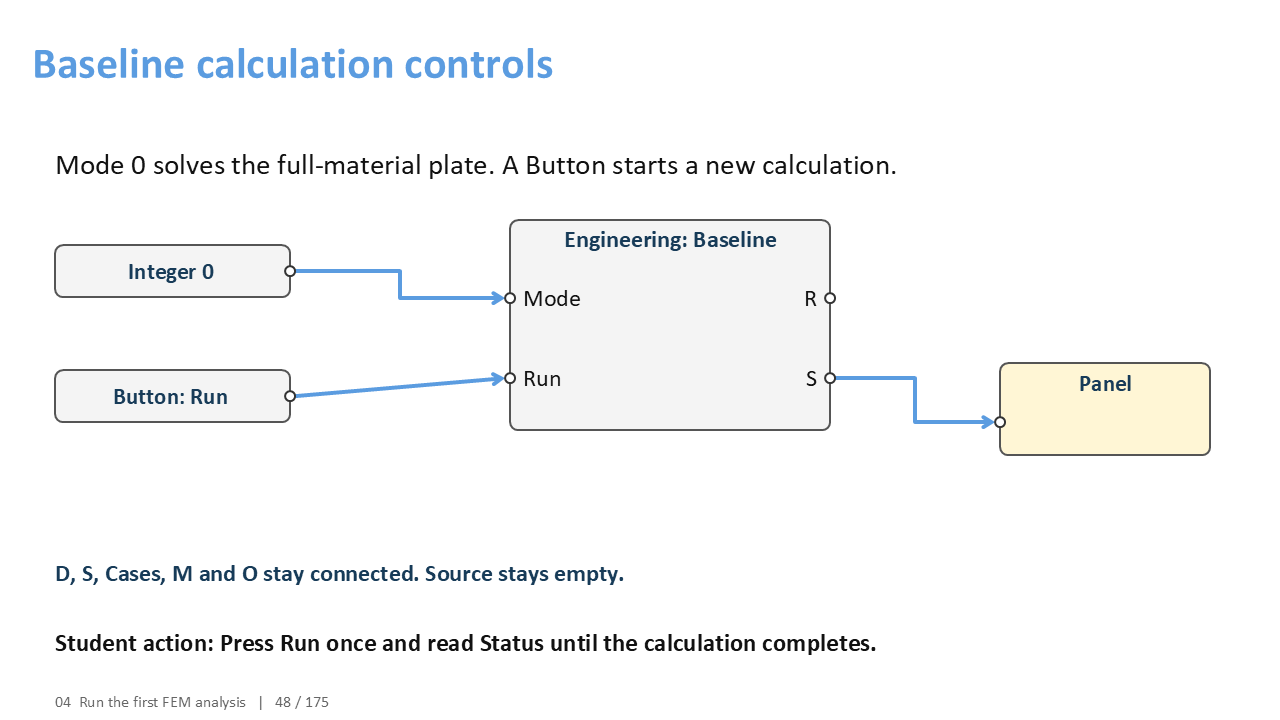 Baseline calculation controls
Mode 0 solves the full-material plate. A Button starts a new calculation.
Engineering: Baseline
Integer 0
Mode
R
Run
S
Button: Run
Panel
D, S, Cases, M and O stay connected. Source stays empty.
Student action: Press Run once and read Status until the calculation completes.
04 Run the first FEM analysis | 48 / 175